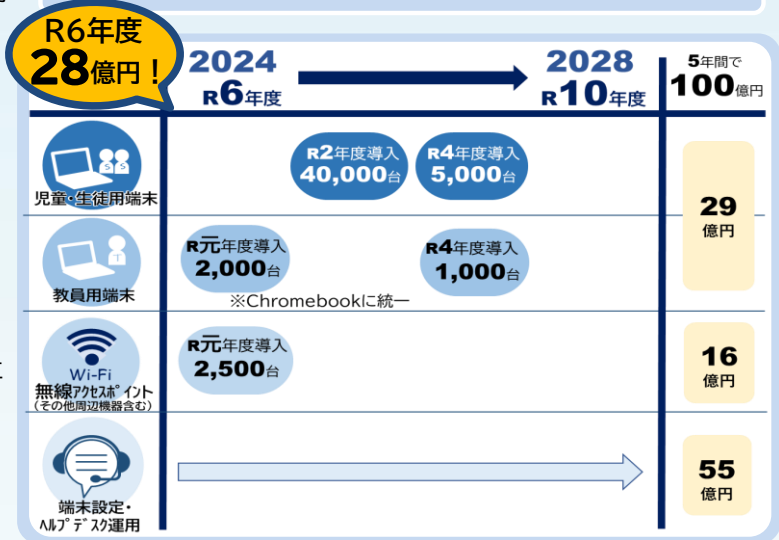 R6年度
28億円！
2024
R6年度
2028
R10年度
5年間で
100億円
児童・生徒用端末
S S
R2年度導入
40,000台
R4年度導入
5,000台
29
億円
教員用端末
T
R元年度導入
2,000台
R4年度導入
1,000台
※Chromebookに統一
Wi-Fi
無線ｱｸｾｽﾎﾟｲﾝﾄ
(その他周辺機器含む)
R元年度導入
2,500台
16
億円
端末設定・
ﾍﾙﾌﾟﾃﾞｽｸ運用
55
億円